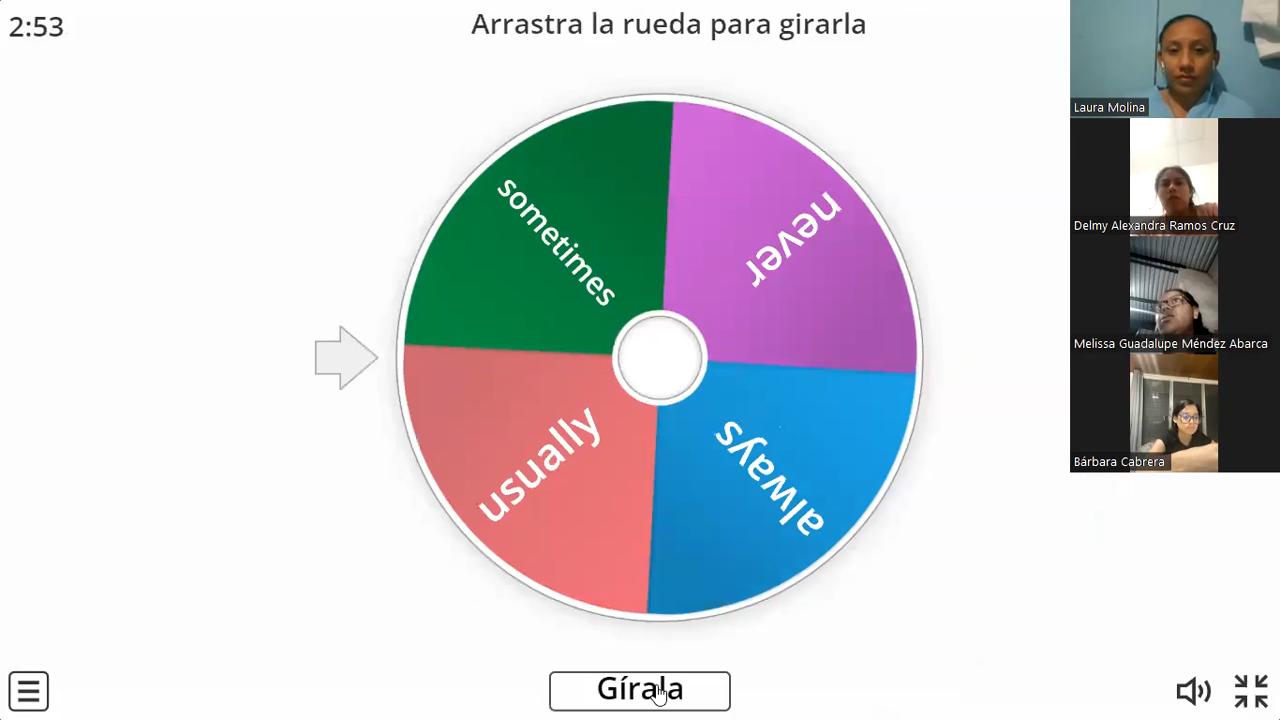 2:53
Arrastra la rueda para girarla
sometimes
never
usually
always
Gírala
Laura Molina
Delmy Alexandra Ramos Cruz
Melissa Guadalupe Méndez Abarca
Bárbara Cabrera